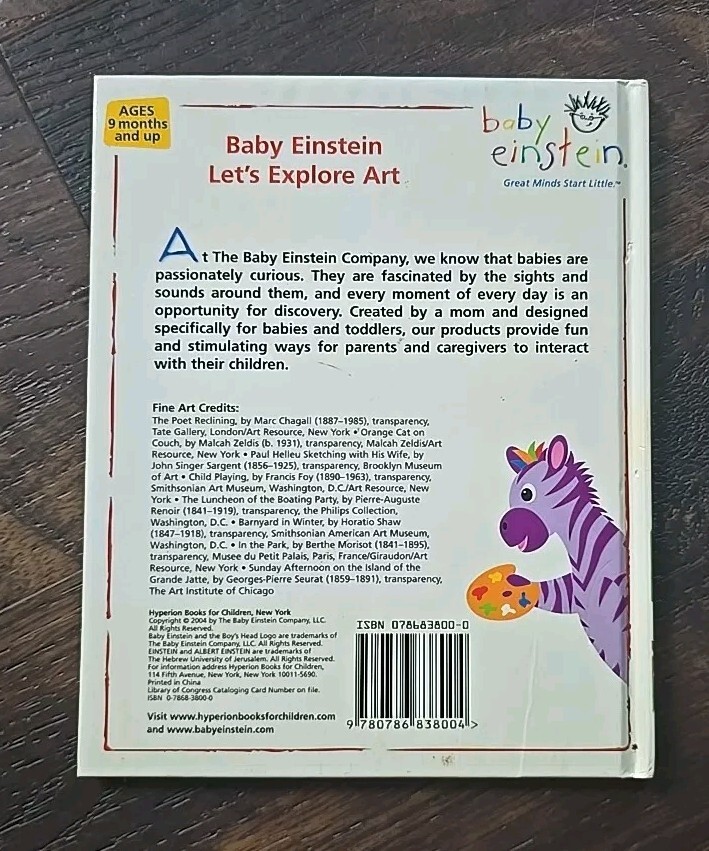 AGES
9 months
and up
baby
einstein
Great Minds Start Little.™
Baby Einstein
Let's Explore Art
At The Baby Einstein Company, we know that babies are
passionately curious. They are fascinated by the sights and
sounds around them, and every moment of every day is an
opportunity for discovery. Created by a mom and designed
specifically for babies and toddlers, our products provide fun
and stimulating ways for parents and caregivers to interact
with their children.
Fine Art Credits:
The Poet Reclining, by Marc Chagall (1887–1985), transparency,
Tate Gallery, London/Art Resource, New York • Orange Cat on
Couch, by Malcah Zeldis (b. 1931), transparency, Malcah Zeldis/Art
Resource, New York • Paul Helleu Sketching with His Wife, by
John Singer Sargent (1856–1925), transparency, Brooklyn Museum
of Art • Child Playing, by Francis Foy (1890–1963), transparency,
Smithsonian Art Museum, Washington, D.C./Art Resource, New
York • The Luncheon of the Boating Party, by Pierre-Auguste
Renoir (1841–1919), transparency, the Philips Collection,
Washington, D.C. • Barnyard in Winter, by Horatio Shaw
(1847–1918), transparency, Smithsonian American Art Museum,
Washington, D.C. • In the Park, by Berthe Morisot (1841–1895),
transparency, Musee du Petit Palais, Paris, France/Giraudon/Art
Resource, New York • Sunday Afternoon on the Island of the
Grande Jatte, by Georges-Pierre Seurat (1859–1891), transparency,
The Art Institute of Chicago
Hyperion Books for Children, New York
Copyright © 2004 by The Baby Einstein Company, LLC.
All Rights Reserved.
Baby Einstein and the Boy's Head Logo are trademarks of
The Baby Einstein Company, LLC. All Rights Reserved.
EINSTEIN and ALBERT EINSTEIN are trademarks of
The Hebrew University of Jerusalem. All Rights Reserved.
For information address Hyperion Books for Children,
114 Fifth Avenue, New York, New York 10011-5690.
Printed in China
Library of Congress Cataloging Card Number on file.
ISBN 0-7868-3800-0
Visit www.hyperionbooksforchildren.com
and www.babyeinstein.com
ISBN 078683800-0
9 780786 838004 >